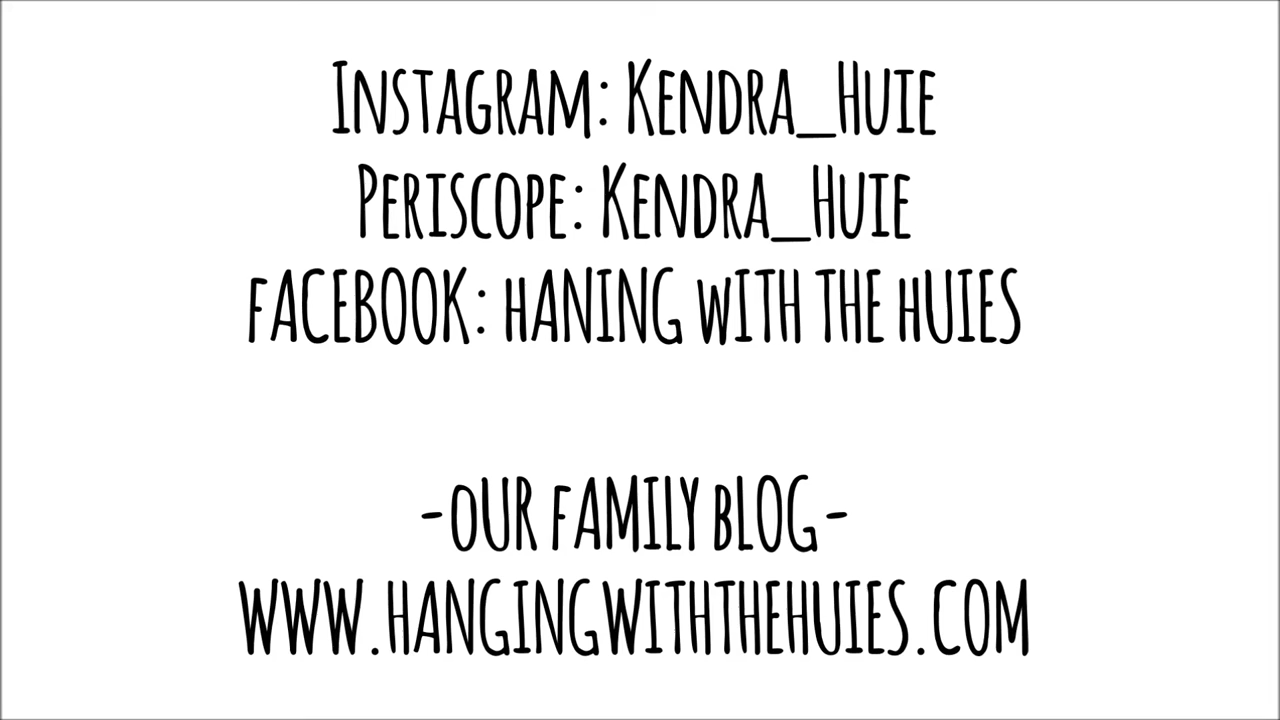 Instagram: Kendra_Huie
Periscope: Kendra_Huie
fACEBOOK: hANING wITH THE hUIES
-oUR fAMILY bLOG-
WWW.HANGINGWITHTHEHUIES.COM